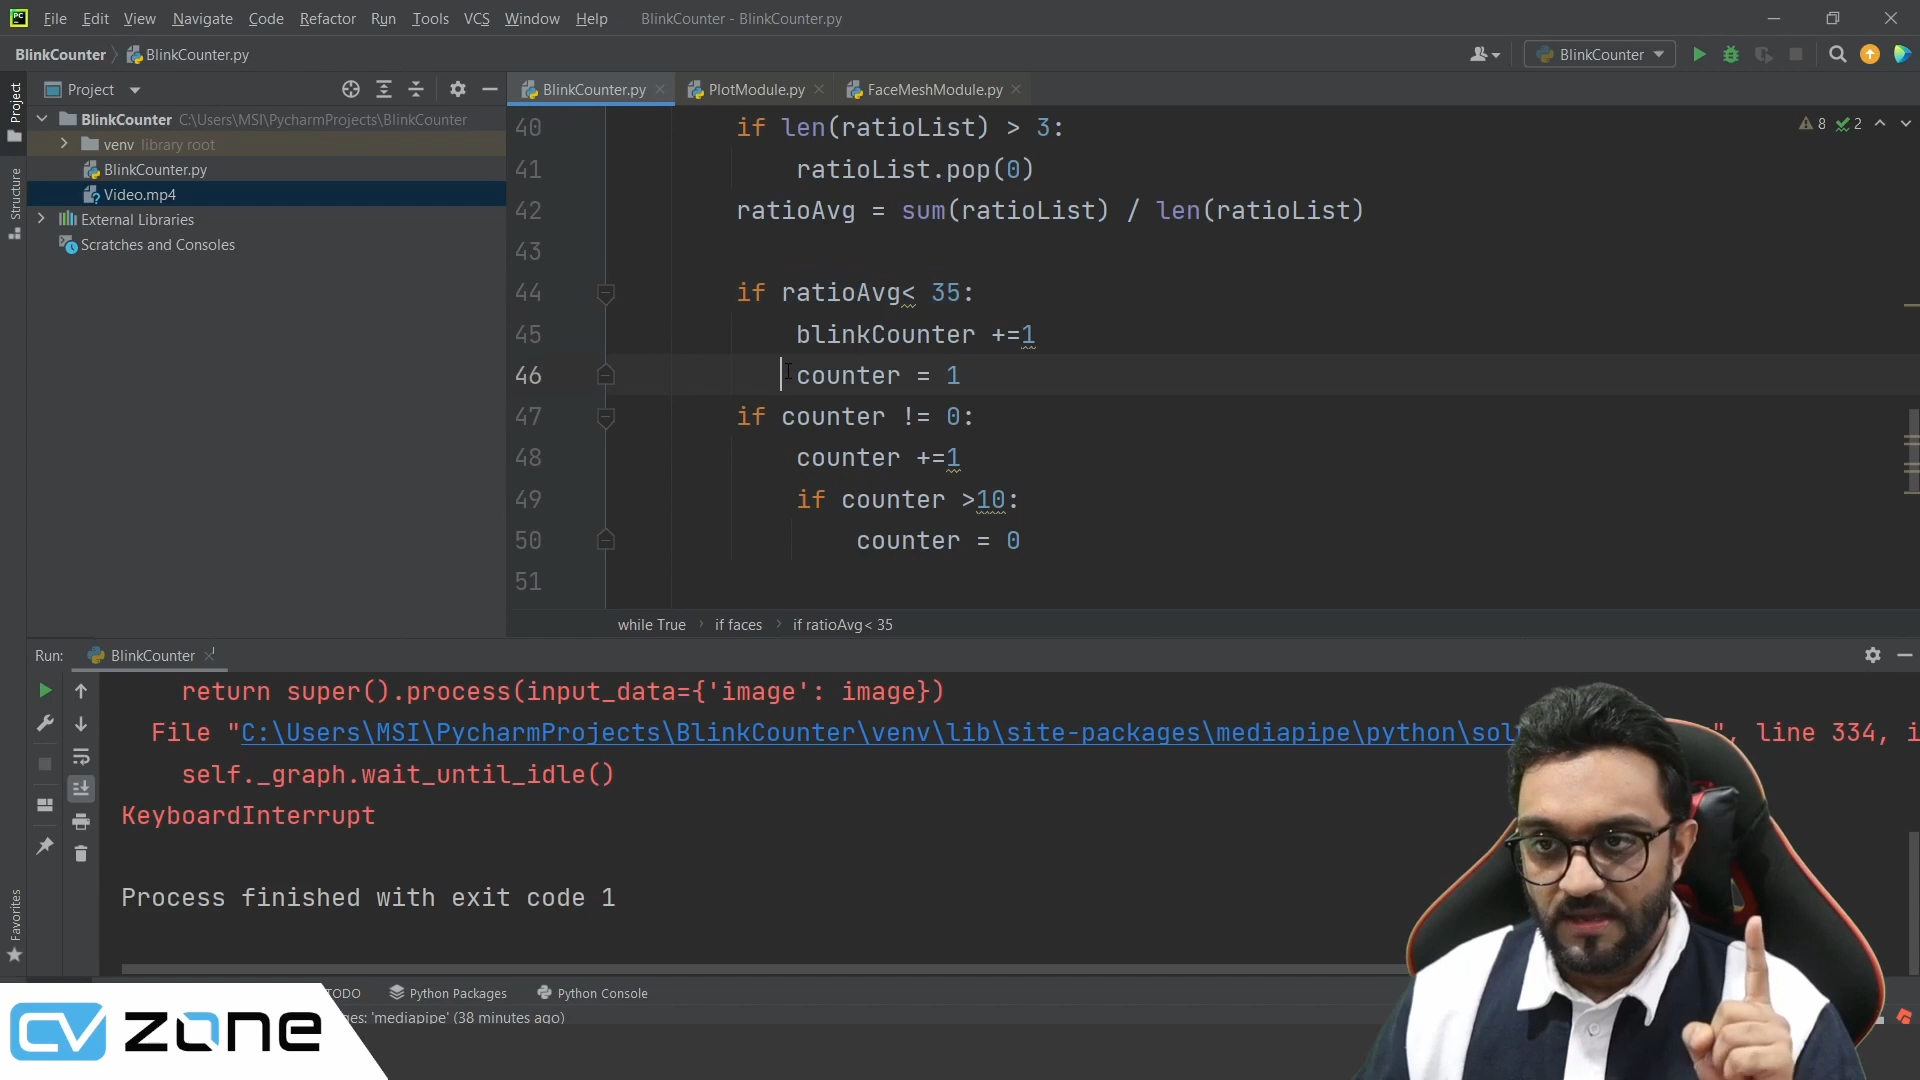 File Edit View Navigate Code Refactor Run Tools VCS Window Help BlinkCounter - BlinkCounter.py
BlinkCounter BlinkCounter.py BlinkCounter
Project BlinkCounter.py PlotModule.py FaceMeshModule.py
Project
Structure
Favorites
BlinkCounter C:\Users\MSI\PycharmProjects\BlinkCounter
venv library root
BlinkCounter.py
Video.mp4
External Libraries
Scratches and Consoles
8 2
40 if len(ratioList) > 3:
41 ratioList.pop(0)
42 ratioAvg = sum(ratioList) / len(ratioList)
43
44 if ratioAvg< 35:
45 blinkCounter +=1
46 counter = 1
47 if counter != 0:
48 counter +=1
49 if counter >10:
50 counter = 0
51
while True if faces if ratioAvg< 35
Run: BlinkCounter
return super().process(input_data={'image': image})
File "C:\Users\MSI\PycharmProjects\BlinkCounter\venv\lib\site-packages\mediapipe\python\sol ", line 334, i
self._graph.wait_until_idle()
KeyboardInterrupt
Process finished with exit code 1
TODO Python Packages Python Console
es: 'mediapipe' (38 minutes ago)
CV zone